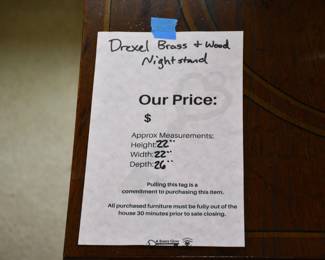 Drexel Brass + Wood
Nightstand
Our Price:
$
Approx Measurements:
Height: 22"
Width: 22"
Depth: 26"
Pulling this tag is a
commitment to purchasing this item.
All purchased furniture must be fully out of the
house 30 minutes prior to sale closing.